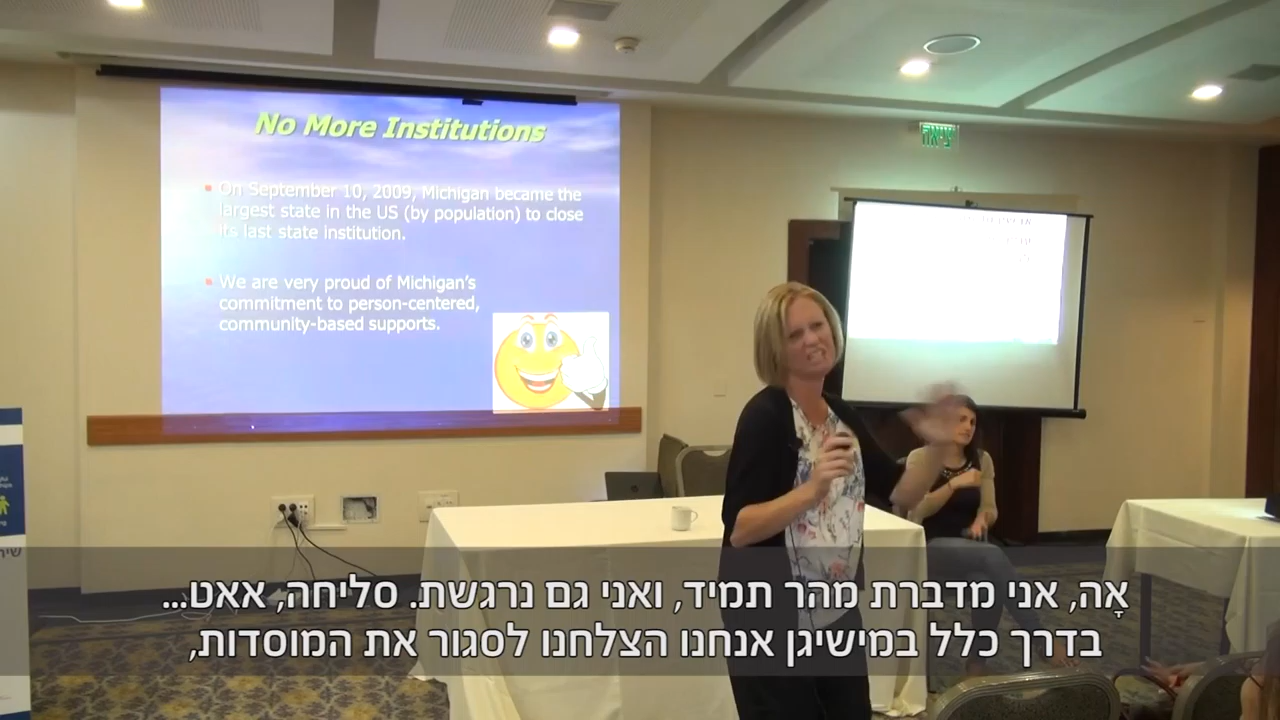 No More Institutions
On September 10, 2009, Michigan became the
largest state in the US (by population) to close
its last state institution.
We are very proud of Michigan's
commitment to person-centered,
community-based supports.
יציאה
אָה, אני מדברת מהר תמיד, ואני גם נרגשת. סליחה, אאט...
בדרך כלל במישיגן אנחנו הצלחנו לסגור את המוסדות,